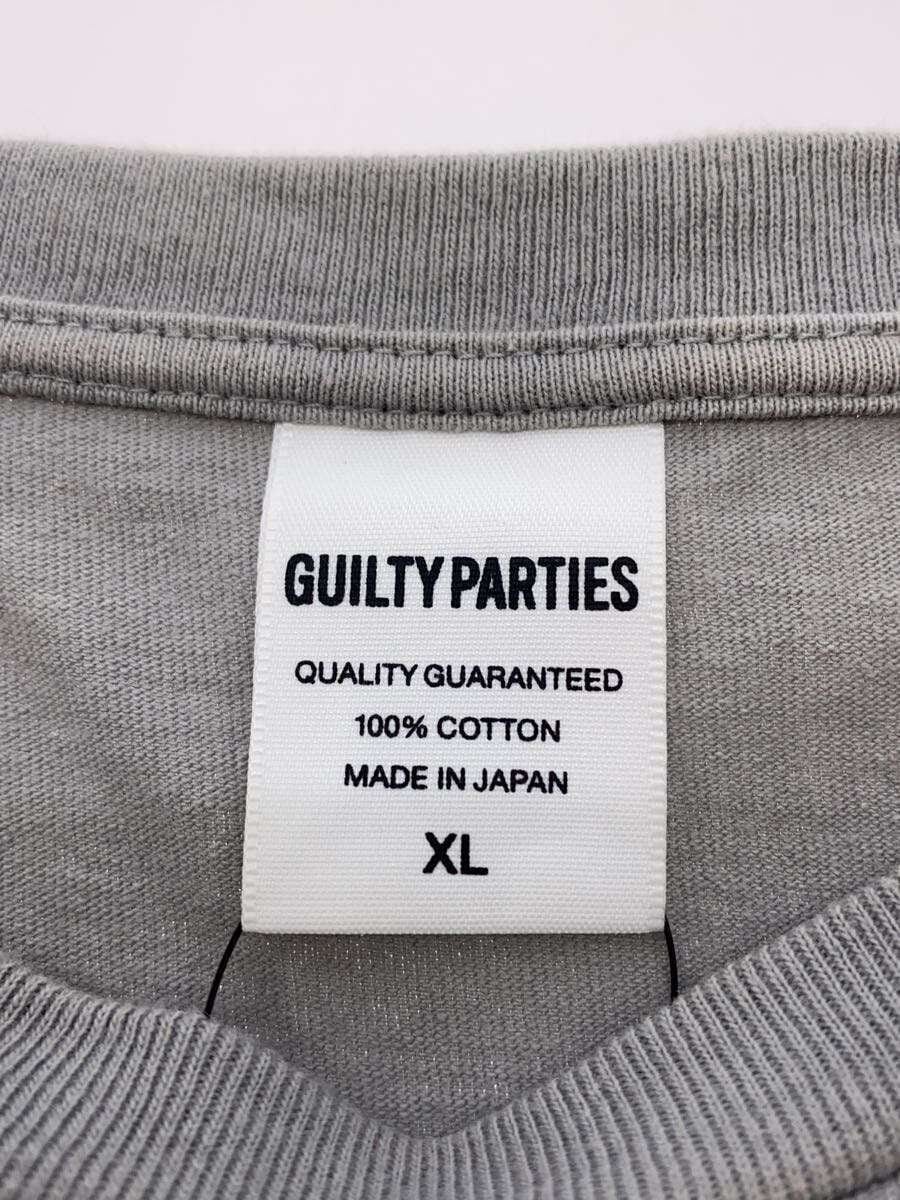 GUILTY PARTIES
QUALITY GUARANTEED
100% COTTON
MADE IN JAPAN
XL